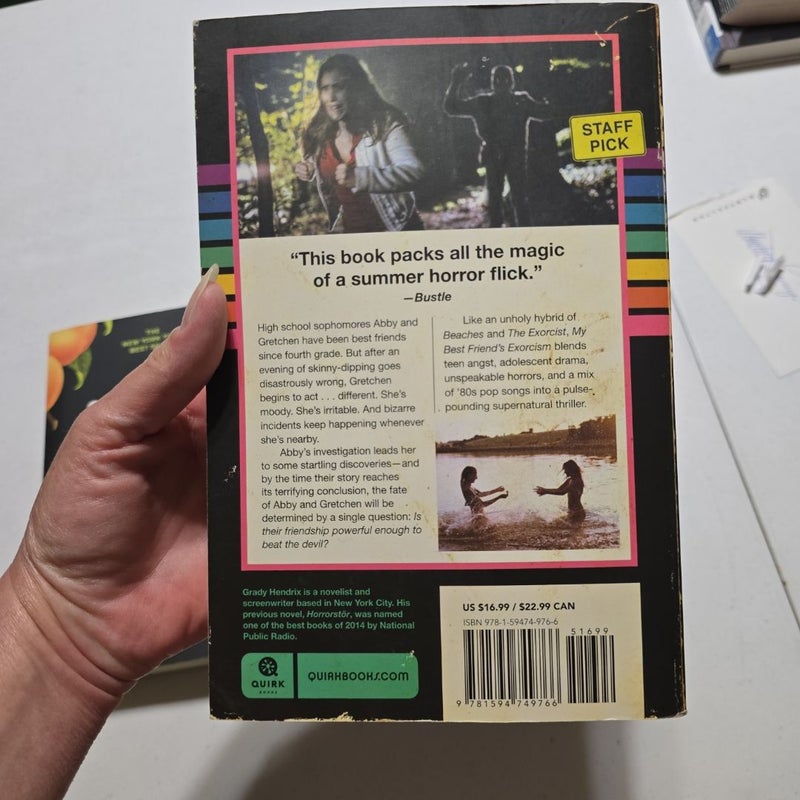 STAFF
PICK
“This book packs all the magic
of a summer horror flick.”
—Bustle
High school sophomores Abby and
Gretchen have been best friends
since fourth grade. But after an
evening of skinny-dipping goes
disastrously wrong, Gretchen
begins to act . . . different. She’s
moody. She’s irritable. And bizarre
incidents keep happening whenever
she’s nearby.
Abby’s investigation leads her
to some startling discoveries—and
by the time their story reaches
its terrifying conclusion, the fate
of Abby and Gretchen will be
determined by a single question: Is
their friendship powerful enough to
beat the devil?
Like an unholy hybrid of
Beaches and The Exorcist, My
Best Friend’s Exorcism blends
teen angst, adolescent drama,
unspeakable horrors, and a mix
of ’80s pop songs into a pulse-
pounding supernatural thriller.
Grady Hendrix is a novelist and
screenwriter based in New York City. His
previous novel, Horrorstör, was named
one of the best books of 2014 by National
Public Radio.
QUIRK
BOOKS
QUIRKBOOKS.COM
US $16.99 / $22.99 CAN
ISBN 978-1-59474-976-6
51699
9 781594 749766
THE
NEW YORK
BEST